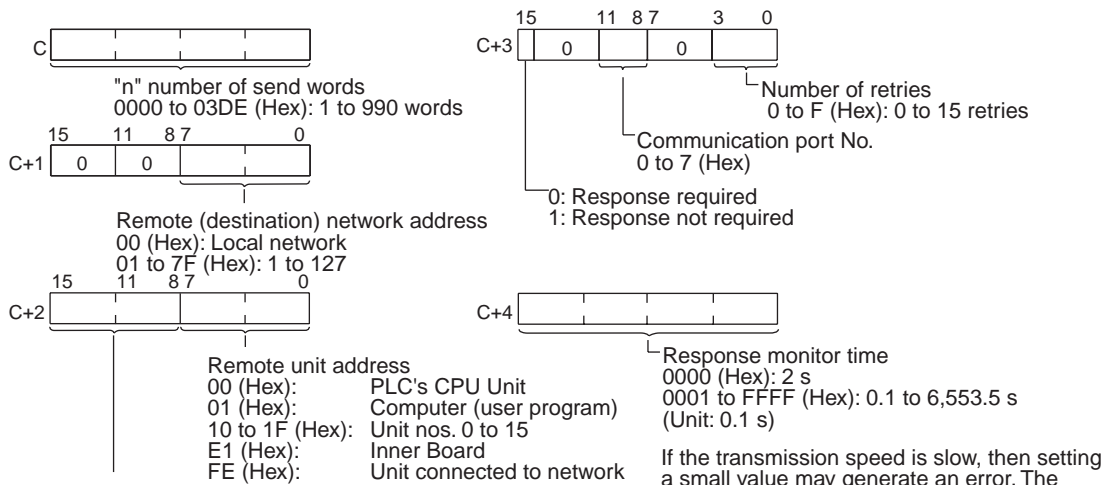 C
"n" number of send words
0000 to 03DE (Hex): 1 to 990 words
15 11 8 7 0
C+1 0 0
Remote (destination) network address
00 (Hex): Local network
01 to 7F (Hex): 1 to 127
15 11 8 7 0
C+2
Remote unit address
00 (Hex): PLC's CPU Unit
01 (Hex): Computer (user program)
10 to 1F (Hex): Unit nos. 0 to 15
E1 (Hex): Inner Board
FE (Hex): Unit connected to network
15 11 8 7 3 0
C+3 0 0
Number of retries
0 to F (Hex): 0 to 15 retries
Communication port No.
0 to 7 (Hex)
0: Response required
1: Response not required
C+4
Response monitor time
0000 (Hex): 2 s
0001 to FFFF (Hex): 0.1 to 6,553.5 s
(Unit: 0.1 s)
If the transmission speed is slow, then setting
a small value may generate an error. The